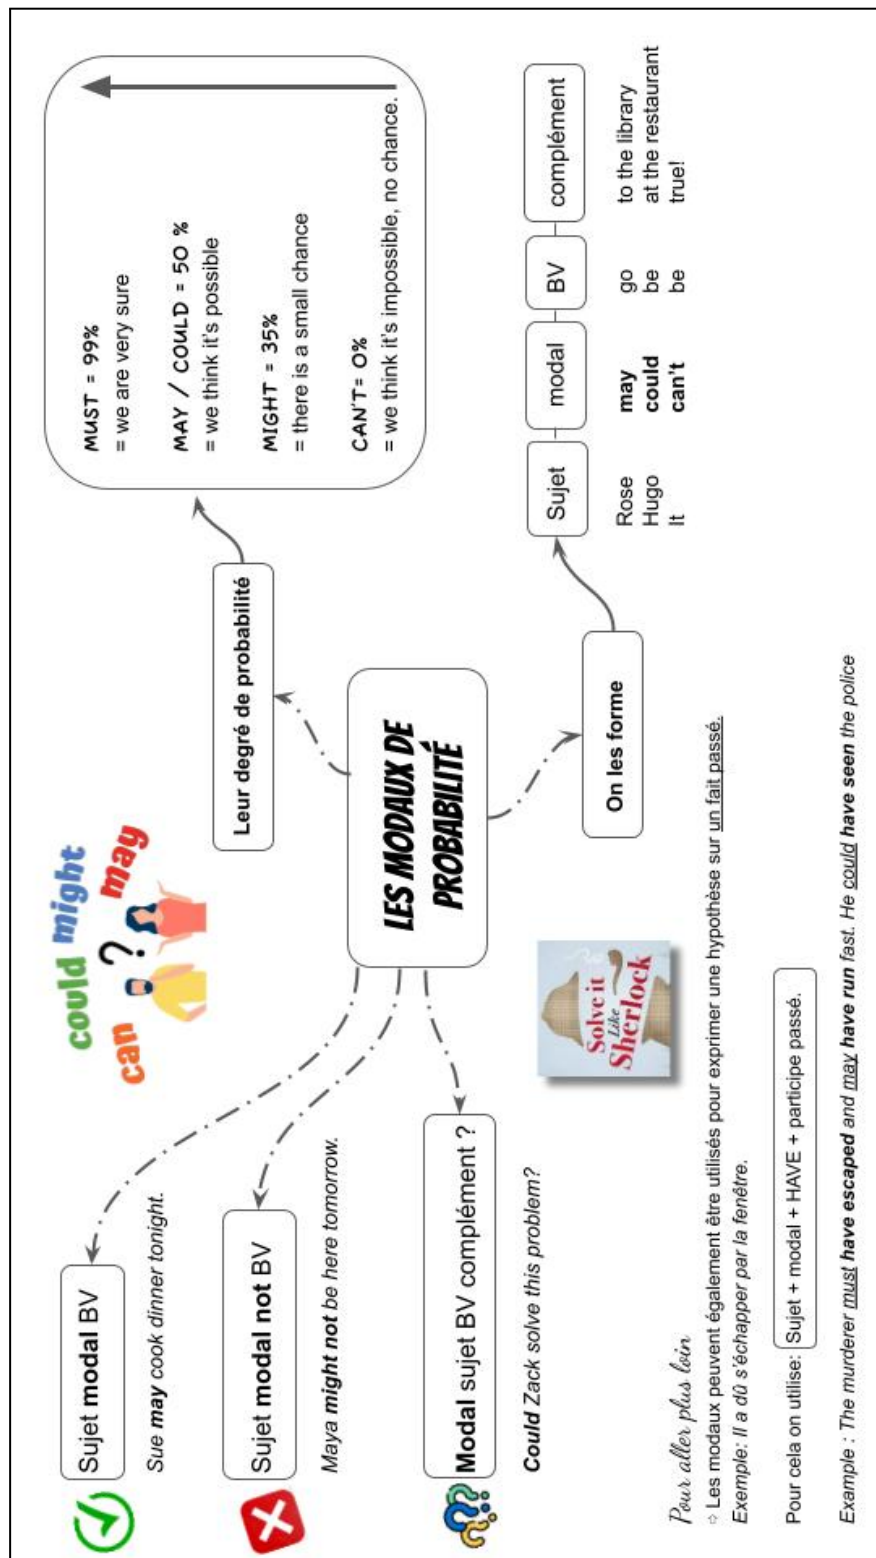 could
might
can
?
may
LES MODAUX DE
PROBABILITÉ
Leur degré de probabilité
MUST = 99%
= we are very sure
MAY / COULD = 50 %
= we think it's possible
MIGHT = 35%
= there is a small chance
CAN'T= 0%
= we think it's impossible, no chance.
Sujet modal BV
Sue may cook dinner tonight.
Sujet modal not BV
Maya might not be here tomorrow.
Modal sujet BV complément ?
Could Zack solve this problem?
On les forme
Sujet modal BV complément
Rose may go to the library
Hugo could be at the restaurant
It can't be true!
Solve it
Like
Sherlock
Pour aller plus loin
⇨ Les modaux peuvent également être utilisés pour exprimer une hypothèse sur un fait passé.
Exemple: Il a dû s'échapper par la fenêtre.
Pour cela on utilise: Sujet + modal + HAVE + participe passé.
Example : The murderer must have escaped and may have run fast. He could have seen the police